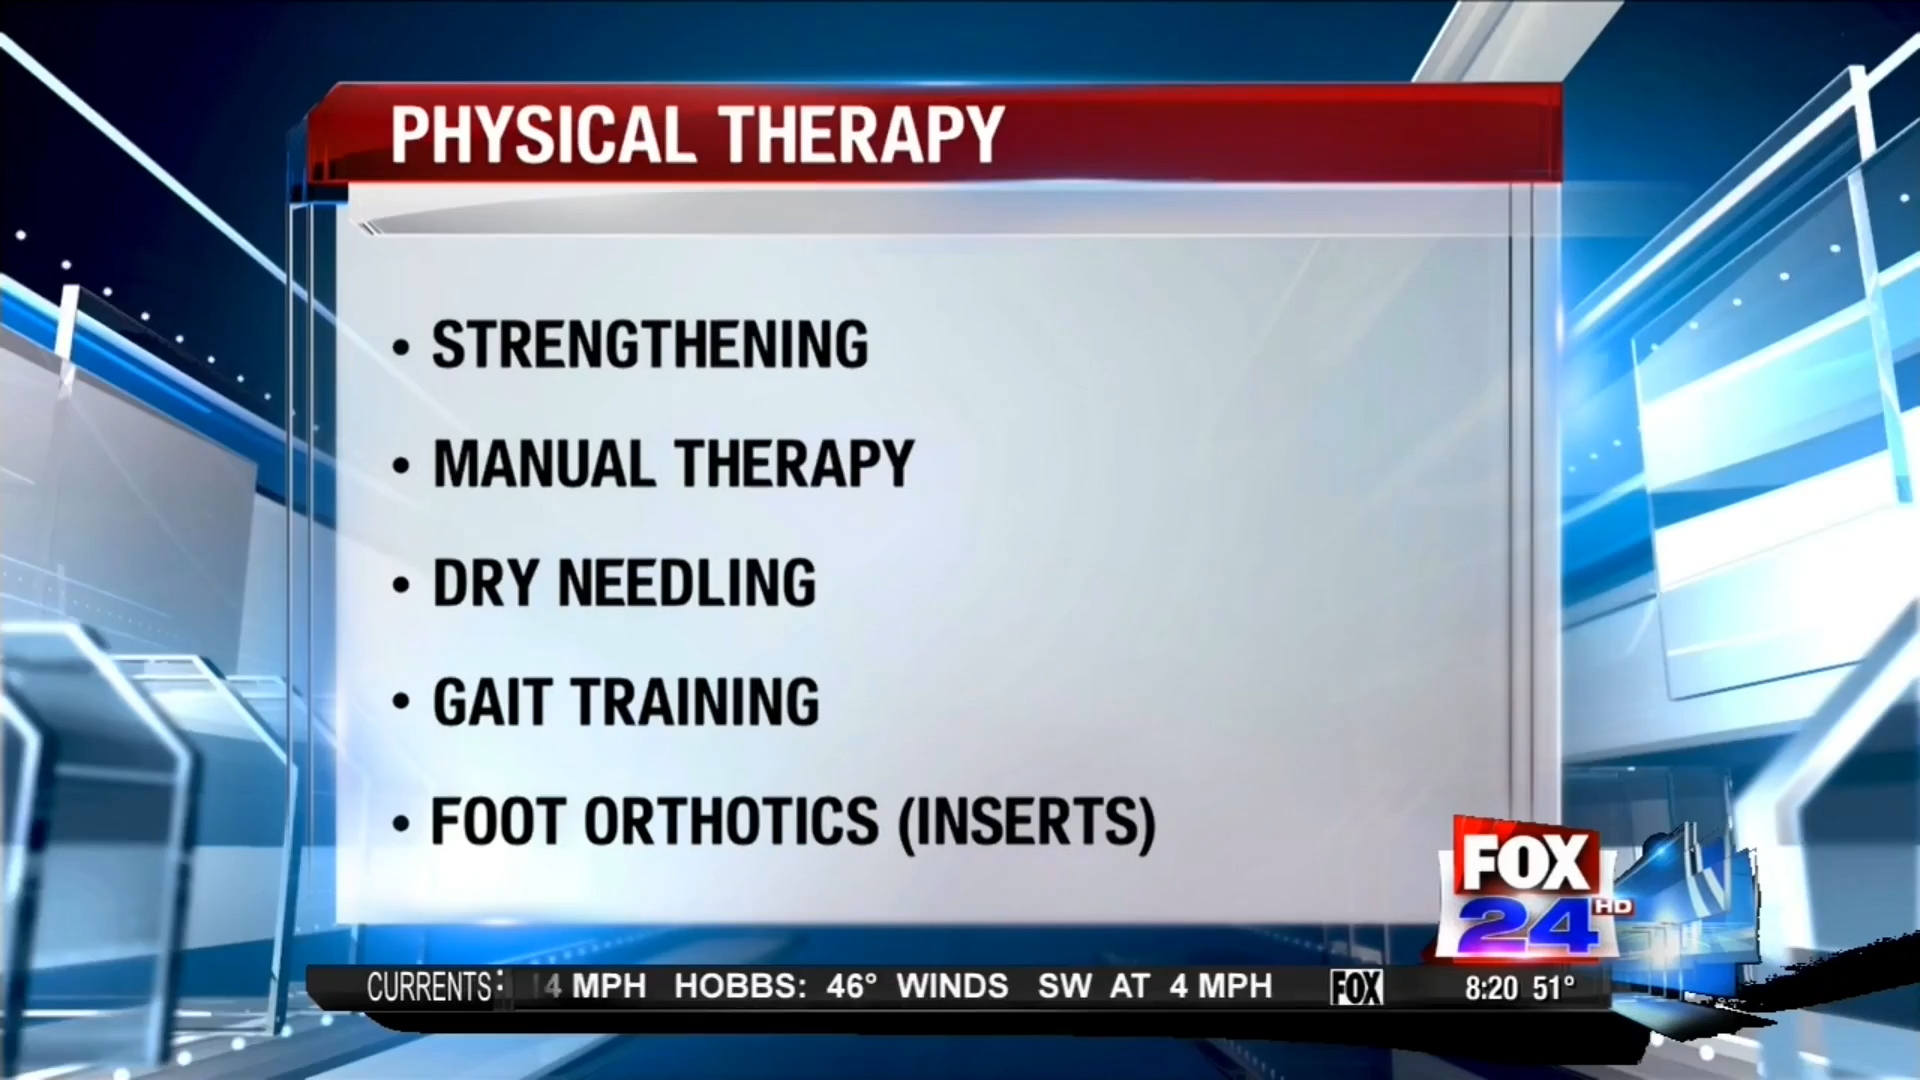 PHYSICAL THERAPY
• STRENGTHENING
• MANUAL THERAPY
• DRY NEEDLING
• GAIT TRAINING
• FOOT ORTHOTICS (INSERTS)
FOX
24 HD
CURRENTS: 4 MPH HOBBS: 46° WINDS SW AT 4 MPH FOX 8:20 51°